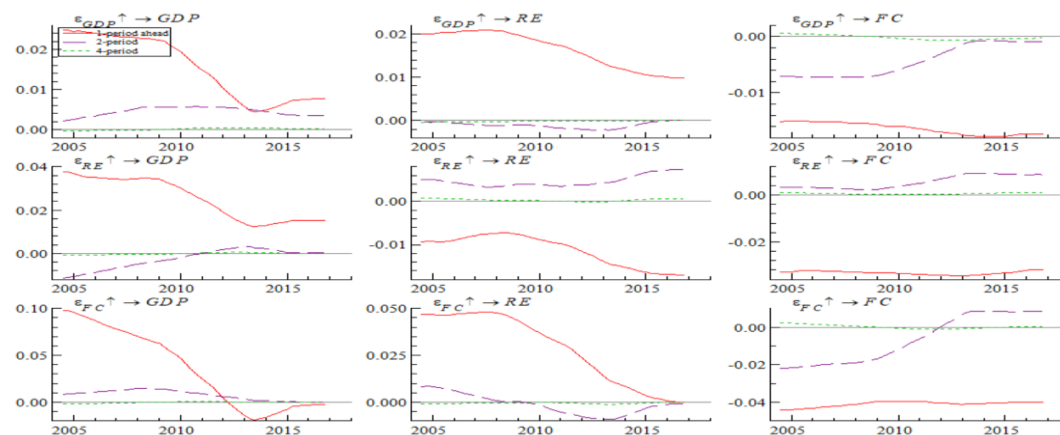 ε_GDP↑ → GDP ε_GDP↑ → RE ε_GDP↑ → FC
1-period ahead
2-period
4-period
0.02
0.01
0.00
0.02
0.01
0.00
0.00
-0.01
2005 2010 2015 2005 2010 2015 2005 2010 2015
ε_RE↑ → GDP ε_RE↑ → RE ε_RE↑ → FC
0.04
0.02
0.00
0.00
-0.01
0.00
-0.02
2005 2010 2015 2005 2010 2015 2005 2010 2015
ε_FC↑ → GDP ε_FC↑ → RE ε_FC↑ → FC
0.10
0.05
0.00
0.050
0.025
0.000
0.00
-0.02
-0.04
2005 2010 2015 2005 2010 2015 2005 2010 2015